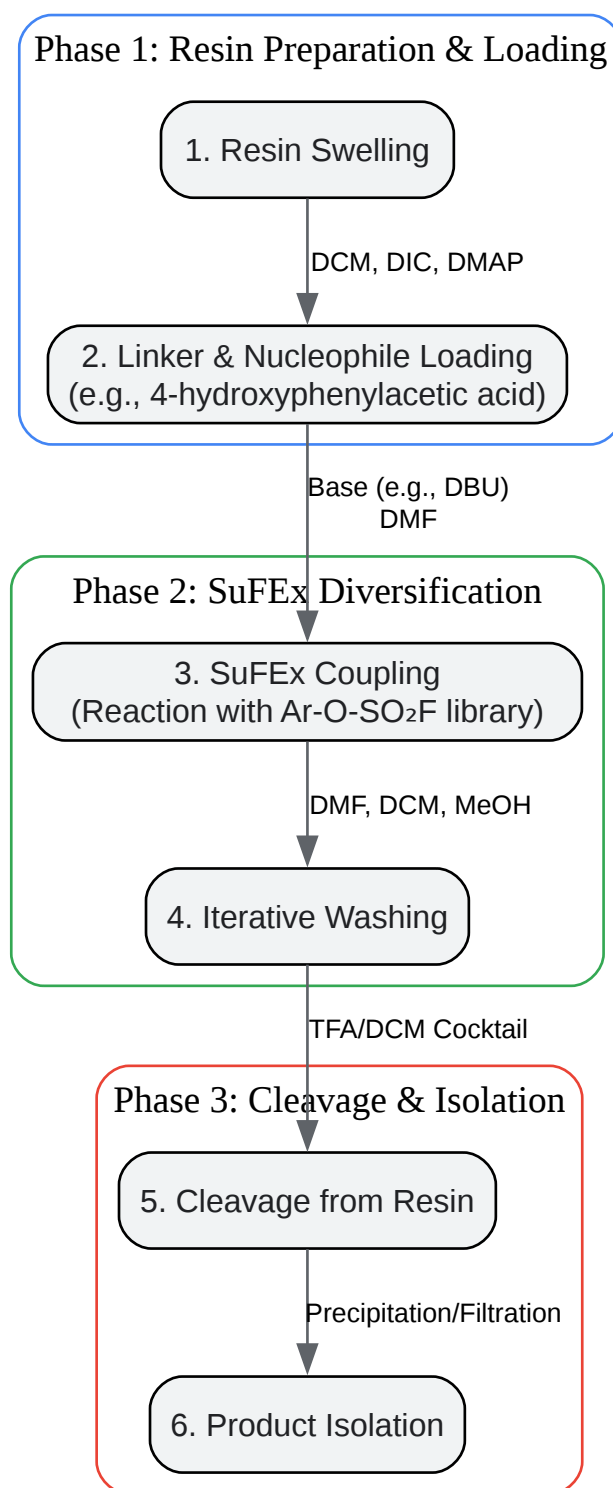 Phase 1: Resin Preparation & Loading
1. Resin Swelling
DCM, DIC, DMAP
2. Linker & Nucleophile Loading
(e.g., 4-hydroxyphenylacetic acid)
Base (e.g., DBU)
DMF
Phase 2: SuFEx Diversification
3. SuFEx Coupling
(Reaction with Ar-O-SO₂F library)
DMF, DCM, MeOH
4. Iterative Washing
TFA/DCM Cocktail
Phase 3: Cleavage & Isolation
5. Cleavage from Resin
Precipitation/Filtration
6. Product Isolation